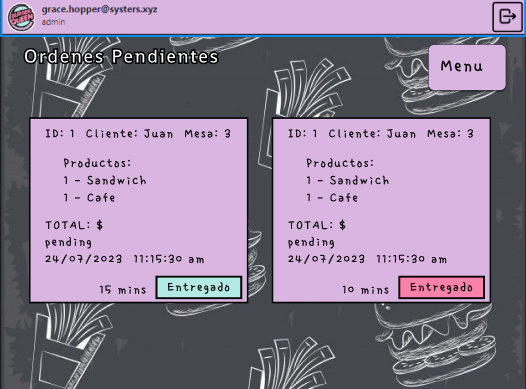 grace.hopper@systers.xyz
admin
Ordenes Pendientes
Menu
ID: 1 Cliente: Juan Mesa: 3
Productos:
1 - Sandwich
1 - Cafe
TOTAL: $
pending
24/07/2023 11:15:30 am
15 mins Entregado
ID: 1 Cliente: Juan Mesa: 3
Productos:
1 - Sandwich
1 - Cafe
TOTAL: $
pending
24/07/2023 11:15:30 am
10 mins Entregado